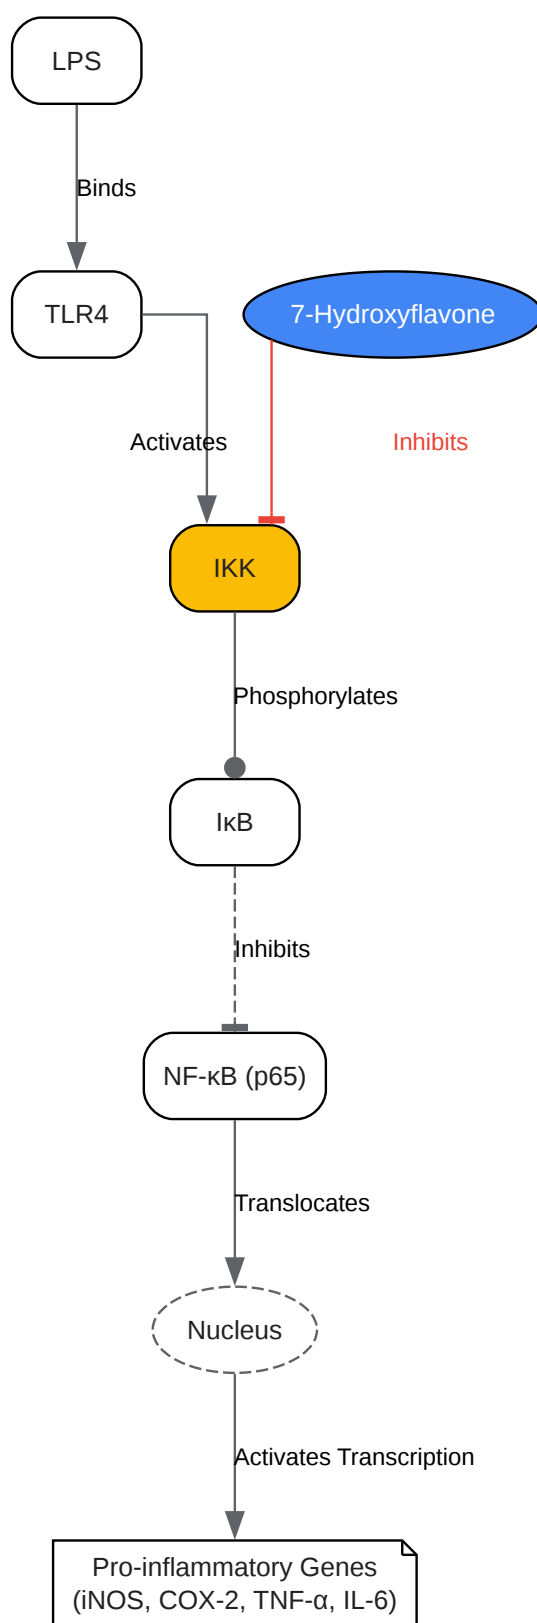 LPS
Binds
TLR4
7-Hydroxyflavone
Activates
Inhibits
IKK
Phosphorylates
IκB
Inhibits
NF-κB (p65)
Translocates
Nucleus
Activates Transcription
Pro-inflammatory Genes
(iNOS, COX-2, TNF-α, IL-6)